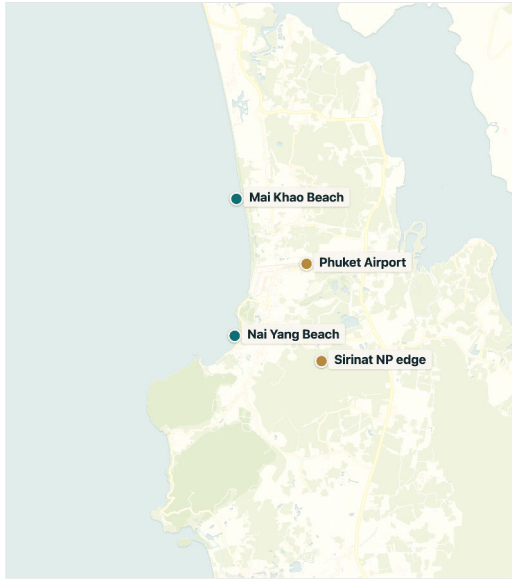 Mai Khao Beach
Phuket Airport
Nai Yang Beach
Sirinat NP edge